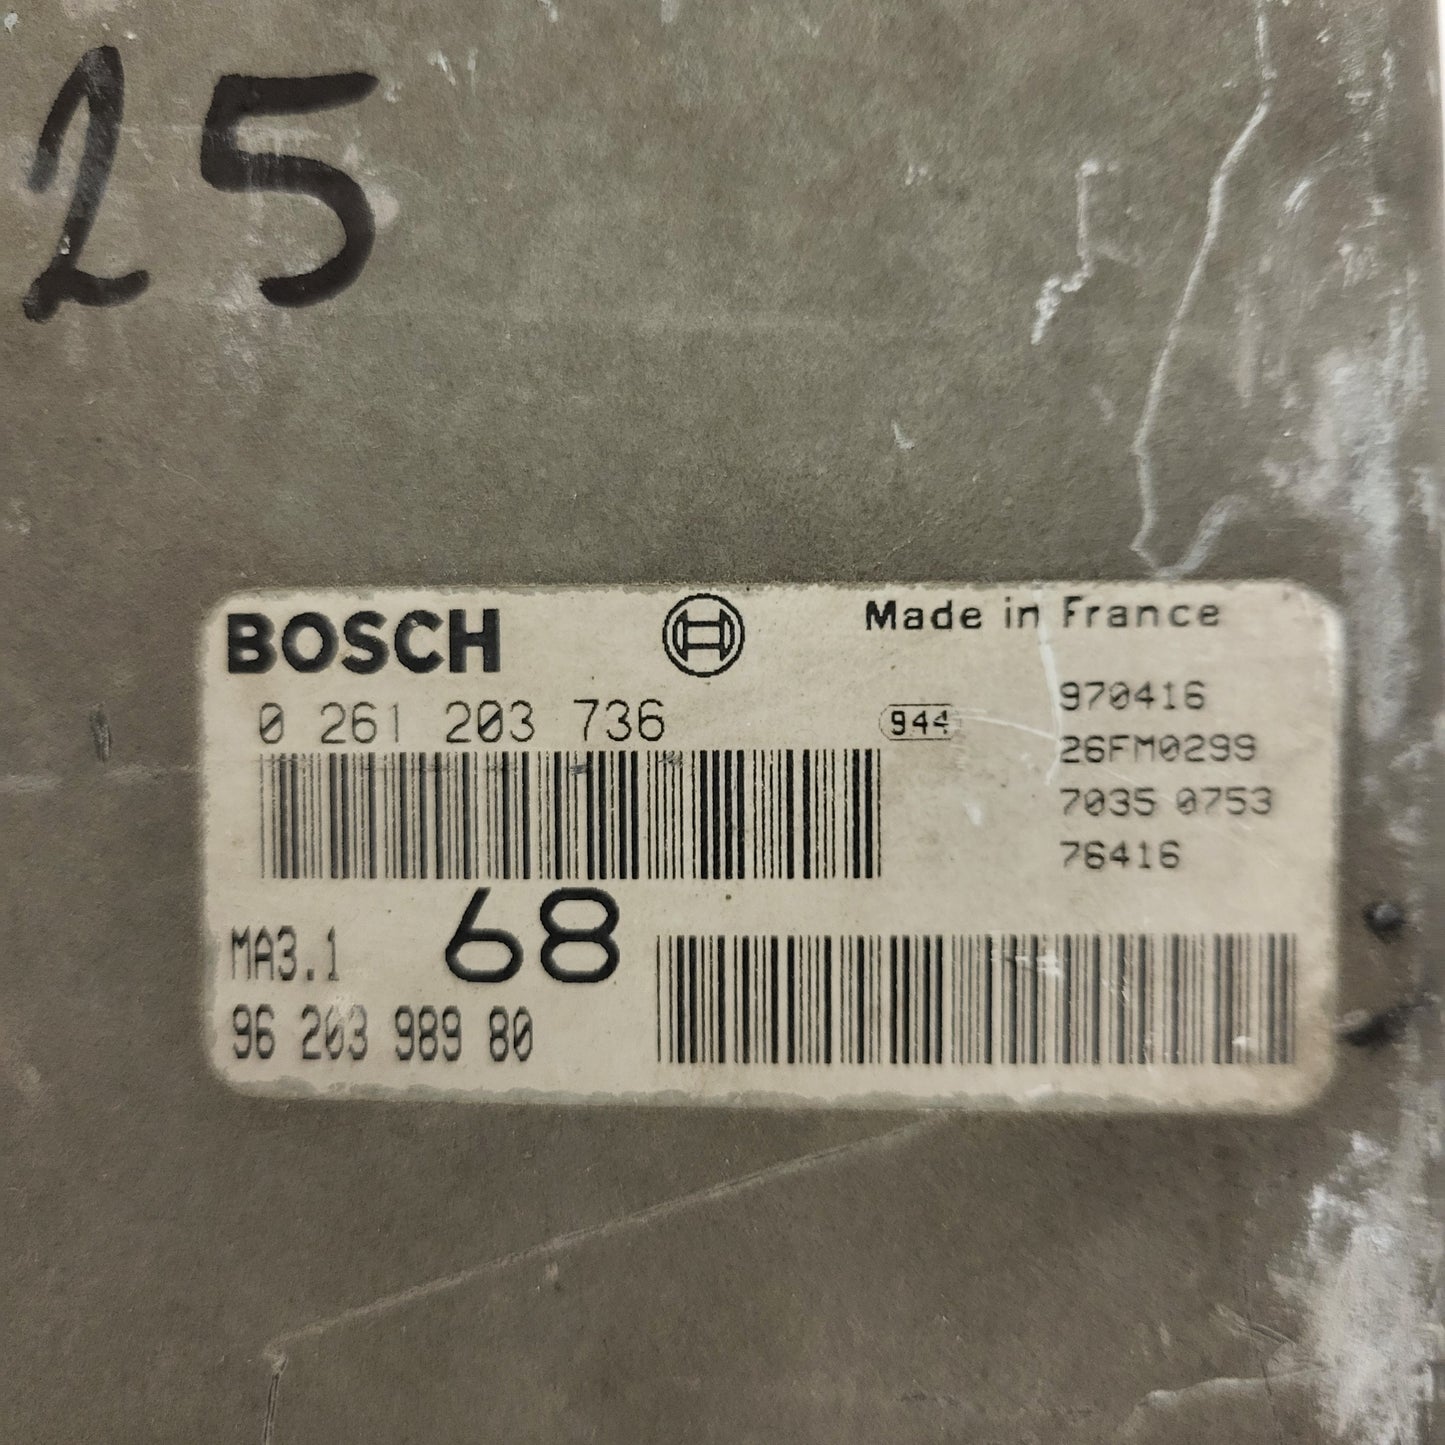 25
BOSCH
Made in France
0 261 203 736
944
970416
26FM0299
7035 0753
76416
MA3.1
68
96 203 989 80